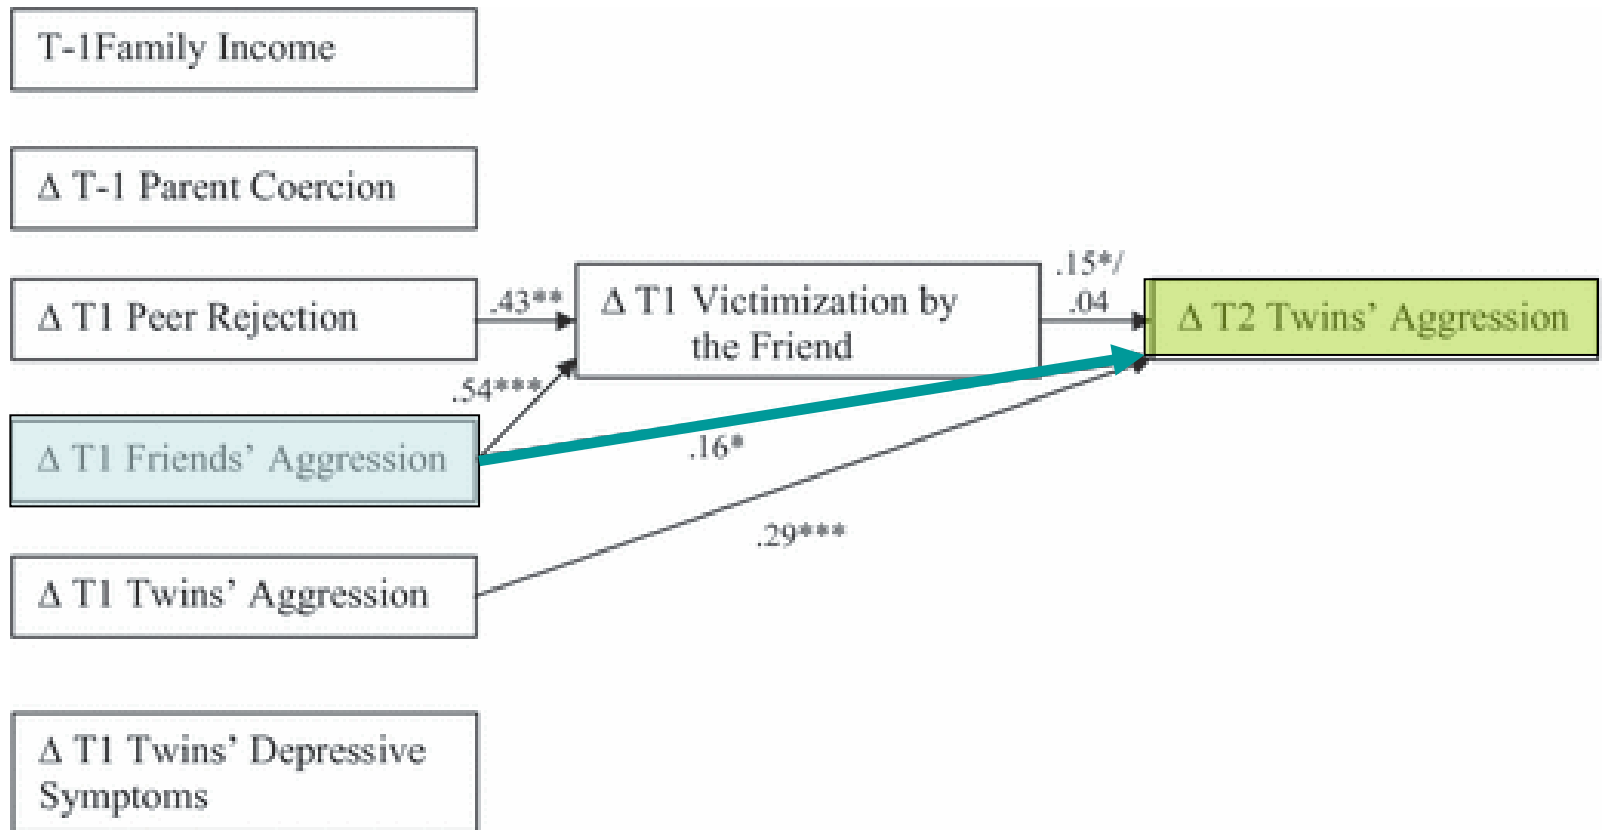 T-1Family Income
Δ T-1 Parent Coercion
Δ T1 Peer Rejection
.43**
Δ T1 Victimization by
the Friend
.15*/
.04
Δ T2 Twins’ Aggression
.54***
Δ T1 Friends’ Aggression
.16*
.29***
Δ T1 Twins’ Aggression
Δ T1 Twins’ Depressive
Symptoms